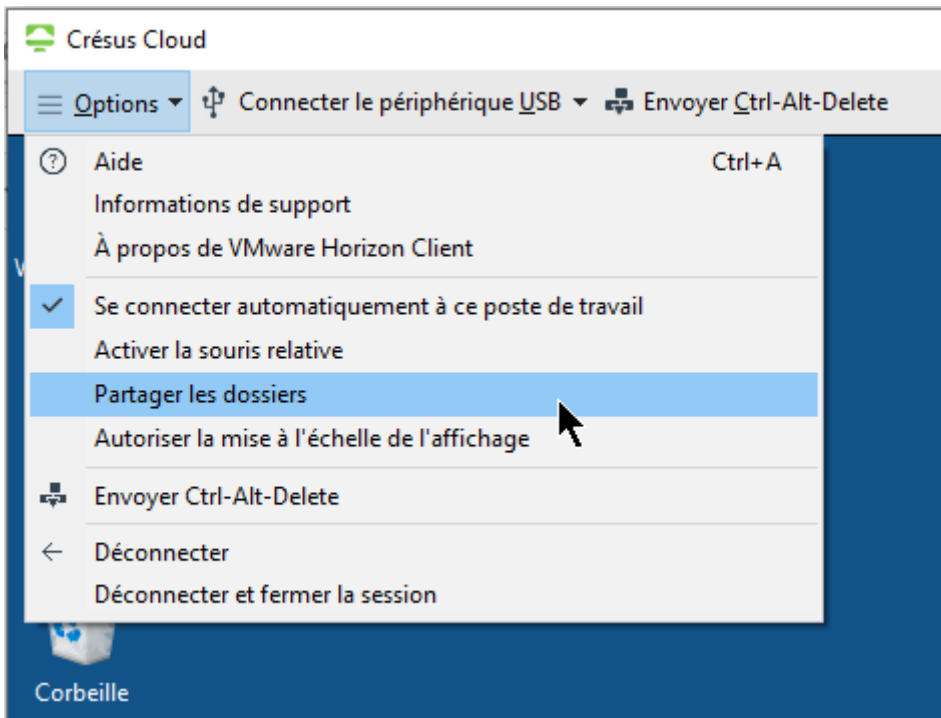 Crésus Cloud
Options Connecter le périphérique USB Envoyer Ctrl-Alt-Delete
Aide Ctrl+A
Informations de support
À propos de VMware Horizon Client
Se connecter automatiquement à ce poste de travail
Activer la souris relative
Partager les dossiers
Autoriser la mise à l'échelle de l'affichage
Envoyer Ctrl-Alt-Delete
Déconnecter
Déconnecter et fermer la session
Corbeille